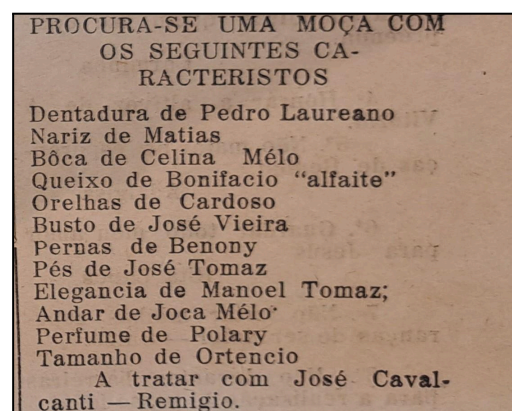 PROCURA-SE UMA MOÇA COM
OS SEGUINTES CA-
RACTERISTOS
Dentadura de Pedro Laureano
Nariz de Matias
Bôca de Celina Mélo
Queixo de Bonifacio “alfaite”
Orelhas de Cardoso
Busto de José Vieira
Pernas de Benony
Pés de José Tomaz
Elegancia de Manoel Tomaz;
Andar de Joca Mélo
Perfume de Polary
Tamanho de Ortencio
A tratar com José Caval-
canti — Remigio.